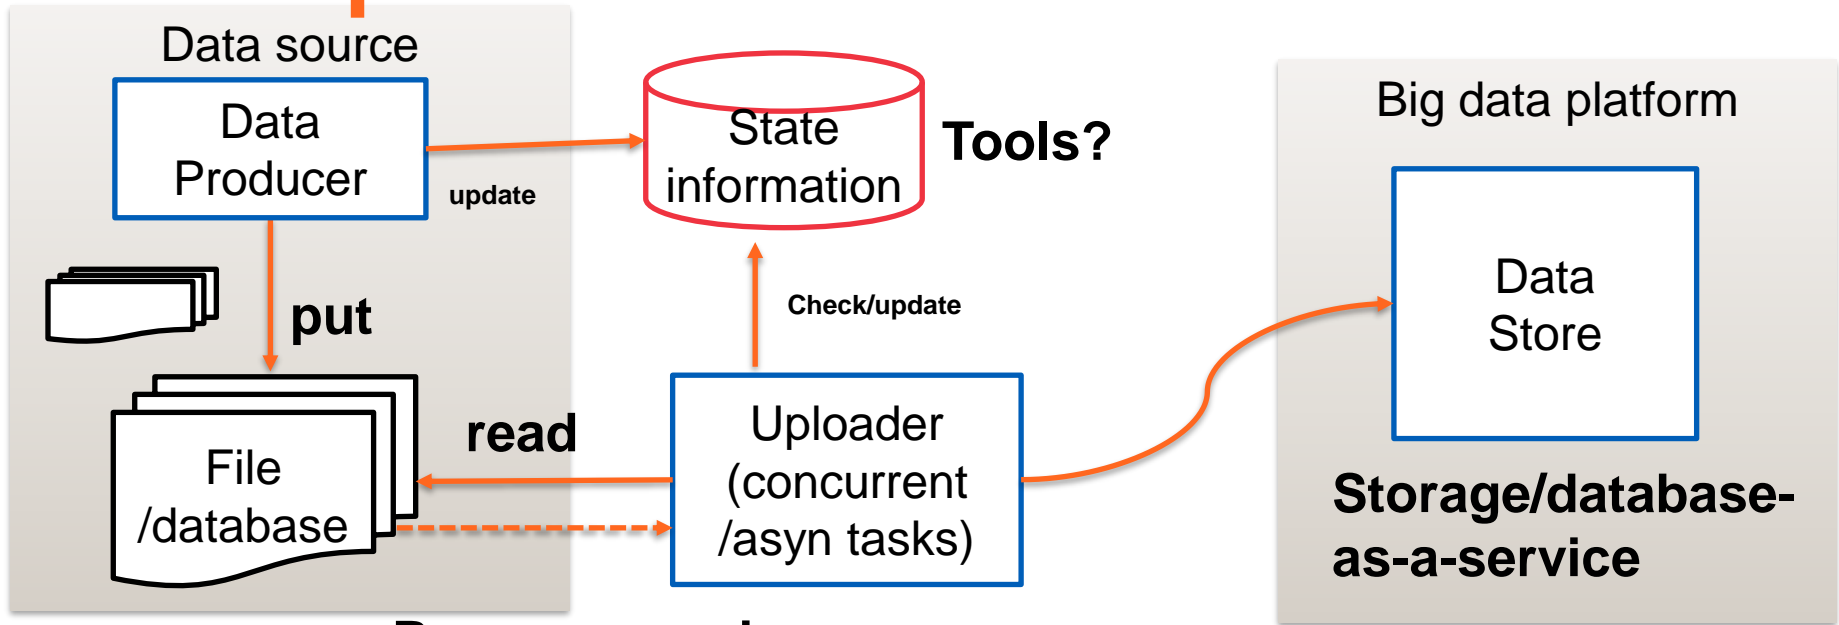 Data source
Data
Producer
update
State
information
Tools?
Big data platform
put
Check/update
Data
Store
read
File
/database
Uploader
(concurrent
/asyn tasks)
Storage/database-
as-a-service